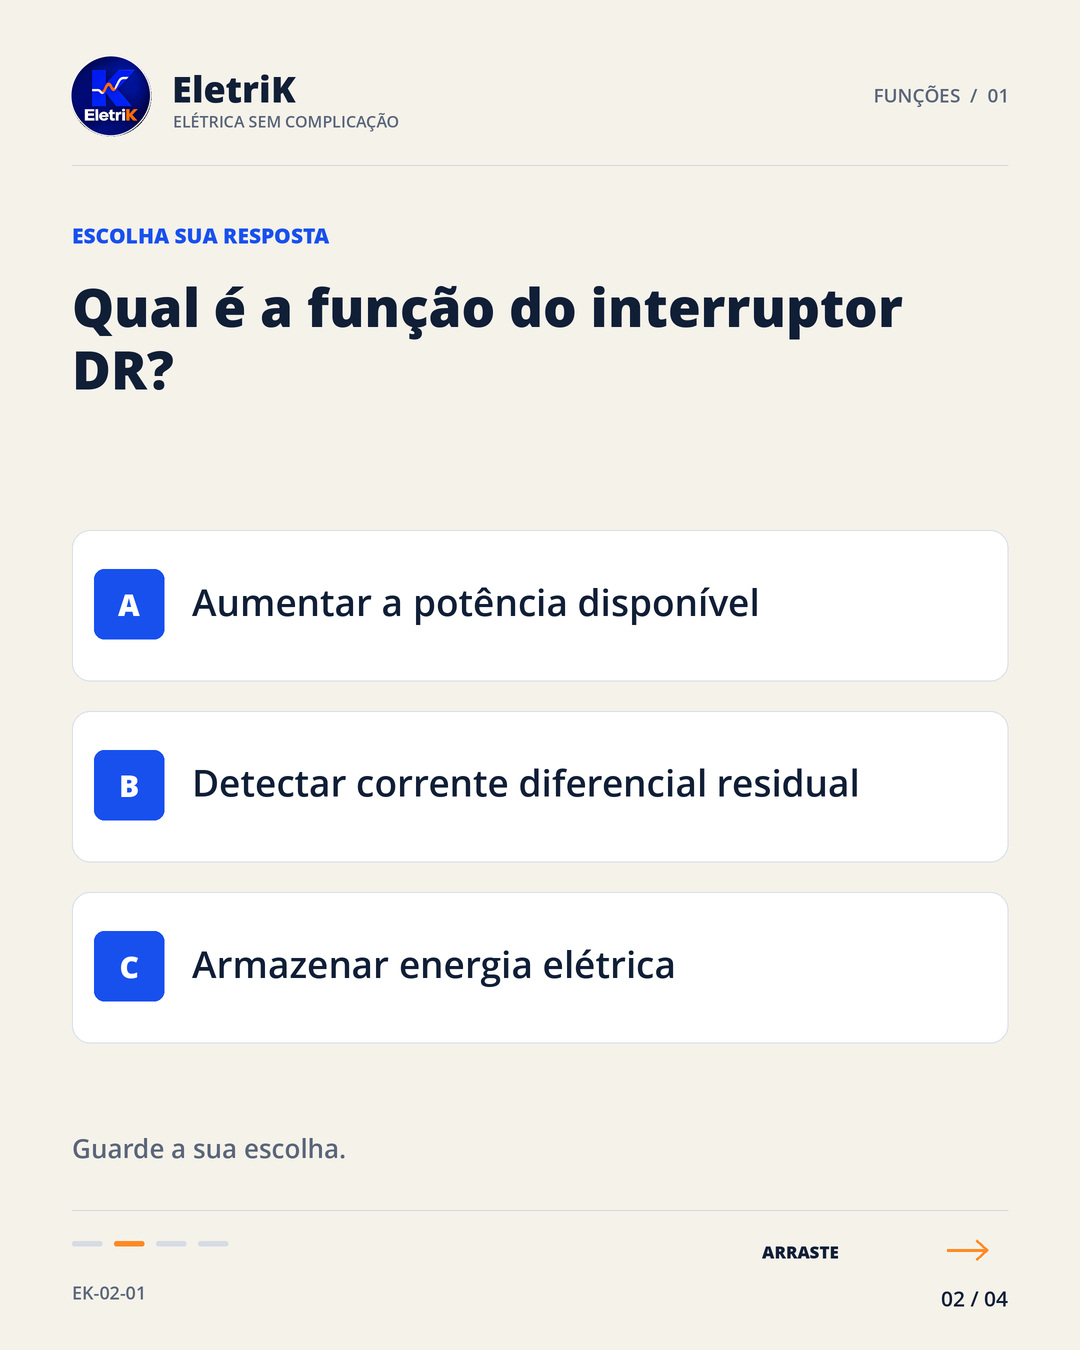 EletriK
EletriK
ELÉTRICA SEM COMPLICAÇÃO
FUNÇÕES / 01
ESCOLHA SUA RESPOSTA
Qual é a função do interruptor
DR?
A Aumentar a potência disponível
B Detectar corrente diferencial residual
C Armazenar energia elétrica
Guarde a sua escolha.
ARRASTE
EK-02-01
02 / 04